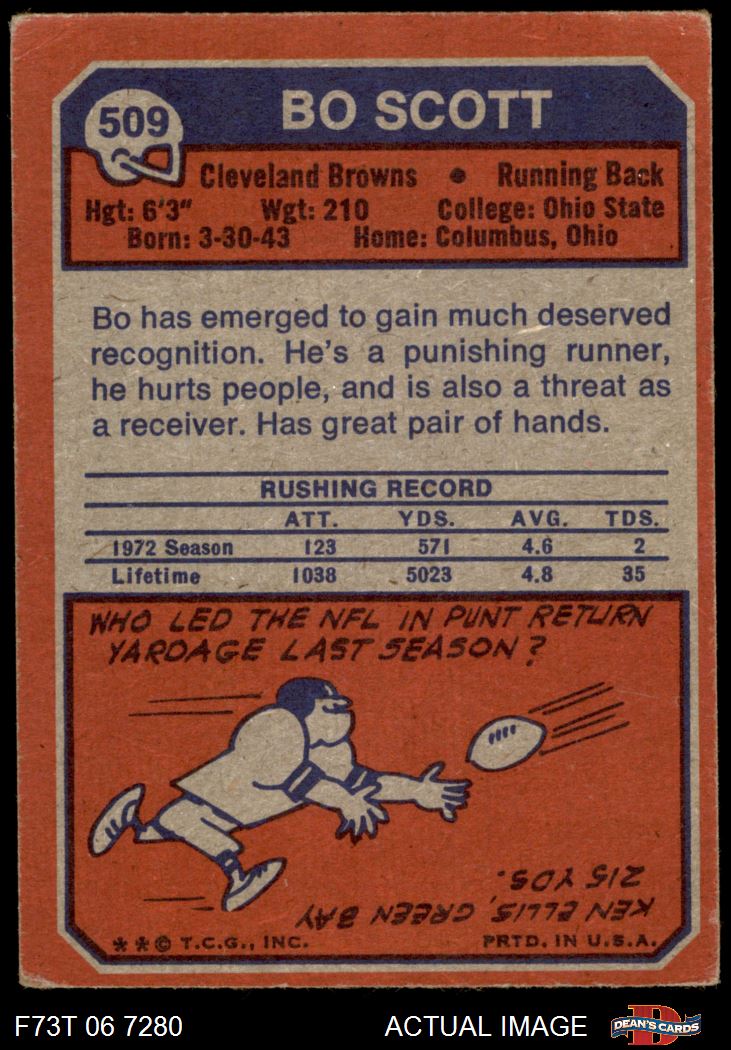 509
BO SCOTT
Cleveland Browns • Running Back
Hgt: 6'3" Wgt: 210 College: Ohio State
Born: 3-30-43 Home: Columbus, Ohio
Bo has emerged to gain much deserved
recognition. He's a punishing runner,
he hurts people, and is also a threat as
a receiver. Has great pair of hands.
RUSHING RECORD
ATT. YDS. AVG. TDS.
1972 Season 123 571 4.6 2
Lifetime 1038 5023 4.8 35
WHO LED THE NFL IN PUNT RETURN
YARDAGE LAST SEASON?
KEN ELLIS, GREEN BAY
215 YDS.
**© T.C.G., INC. PRTD. IN U.S.A.
F73T 06 7280 ACTUAL IMAGE DEAN'S CARDS